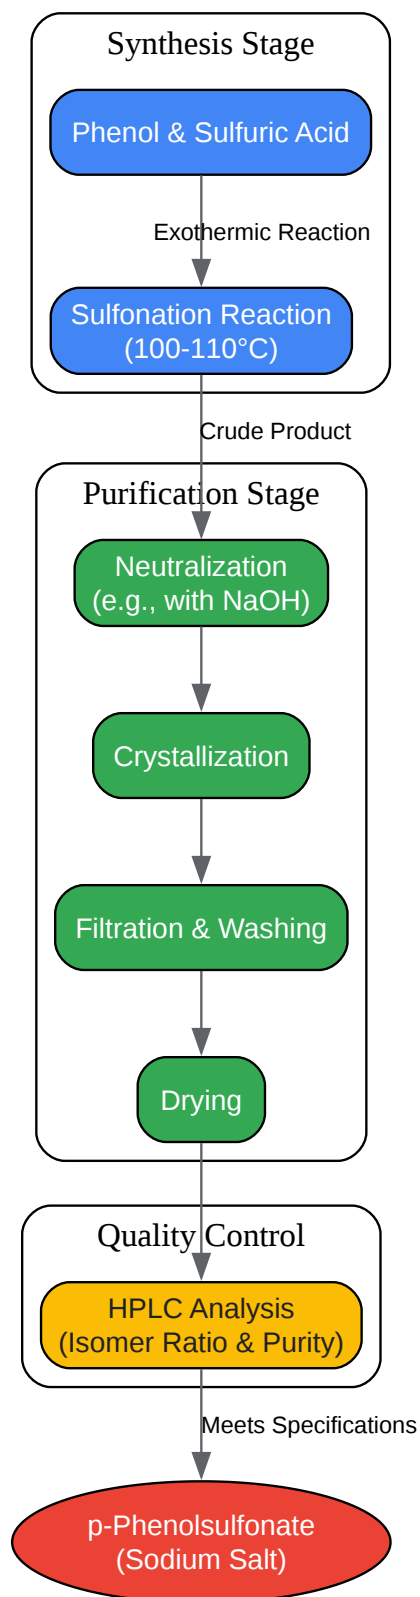 Synthesis Stage
Phenol & Sulfuric Acid
Exothermic Reaction
Sulfonation Reaction
(100-110°C)
Crude Product
Purification Stage
Neutralization
(e.g., with NaOH)
Crystallization
Filtration & Washing
Drying
Quality Control
HPLC Analysis
(Isomer Ratio & Purity)
Meets Specifications
p-Phenolsulfonate
(Sodium Salt)